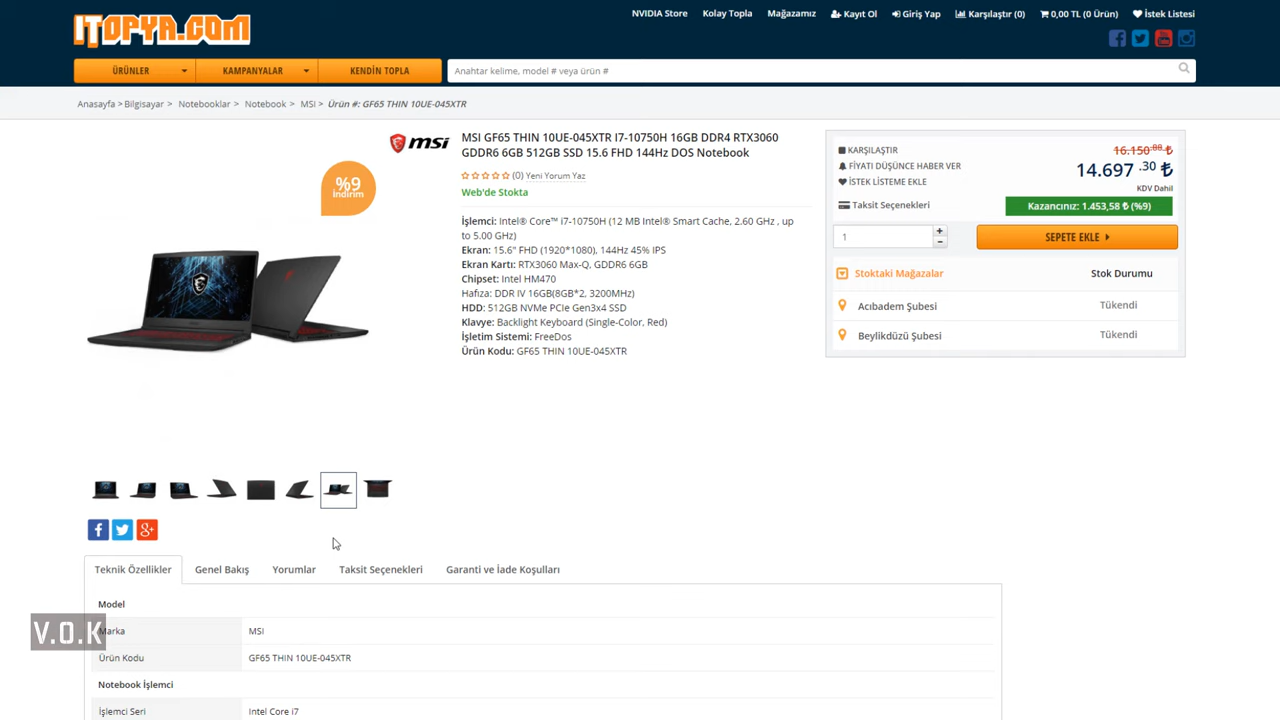 ITOPYA.COM
NVIDIA Store Kolay Topla Mağazamız Kayıt Ol Giriş Yap Karşılaştır (0) 0,00 TL (0 Ürün) İstek Listesi
ÜRÜNLER KAMPANYALAR KENDİN TOPLA
Anahtar kelime, model # veya ürün #
Anasayfa > Bilgisayar > Notebooklar > Notebook > MSI > Ürün #: GF65 THIN 10UE-045XTR
%9
İndirim
msi
MSI GF65 THIN 10UE-045XTR I7-10750H 16GB DDR4 RTX3060
GDDR6 6GB 512GB SSD 15.6 FHD 144Hz DOS Notebook
(0) Yeni Yorum Yaz
Web'de Stokta
İşlemci: Intel® Core™ i7-10750H (12 MB Intel® Smart Cache, 2.60 GHz , up
to 5.00 GHz)
Ekran: 15.6" FHD (1920*1080), 144Hz 45% IPS
Ekran Kartı: RTX3060 Max-Q, GDDR6 6GB
Chipset: Intel HM470
Hafıza: DDR IV 16GB(8GB*2, 3200MHz)
HDD: 512GB NVMe PCIe Gen3x4 SSD
Klavye: Backlight Keyboard (Single-Color, Red)
İşletim Sistemi: FreeDos
Ürün Kodu: GF65 THIN 10UE-045XTR
KARŞILAŞTIR
FİYATI DÜŞÜNCE HABER VER
İSTEK LİSTEME EKLE
Taksit Seçenekleri
16.150,88 ₺
14.697 ,30 ₺
KDV Dahil
Kazancınız: 1.453,58 ₺ (%9)
1 + −
SEPETE EKLE
Stoktaki Mağazalar Stok Durumu
Acıbadem Şubesi Tükendi
Beylikdüzü Şubesi Tükendi
Teknik Özellikler Genel Bakış Yorumlar Taksit Seçenekleri Garanti ve İade Koşulları
Model
Marka MSI
Ürün Kodu GF65 THIN 10UE-045XTR
Notebook İşlemci
İşlemci Seri Intel Core i7
V.O.K